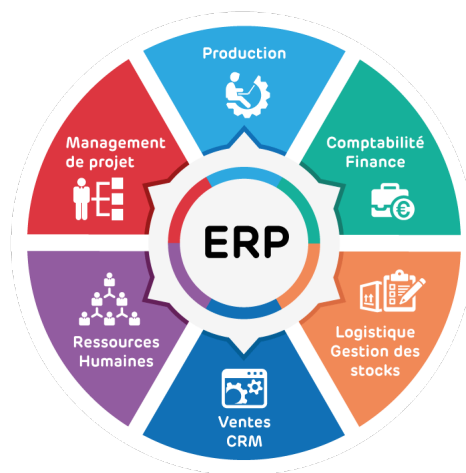 Production
Management
de projet
Comptabilité
Finance
ERP
Ressources
Humaines
Logistique
Gestion des
stocks
Ventes
CRM